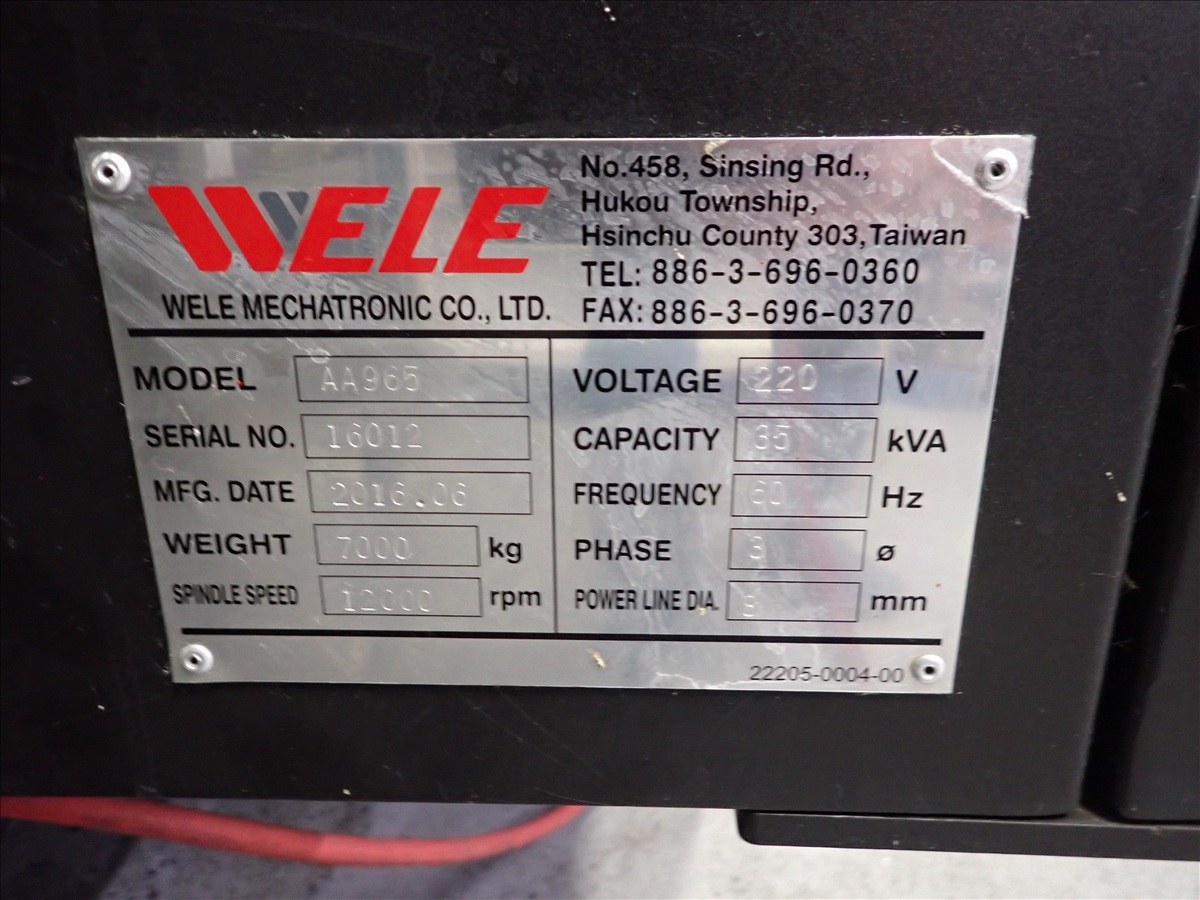 WELE
WELE MECHATRONIC CO., LTD.
No.458, Sinsing Rd.,
Hukou Township,
Hsinchu County 303, Taiwan
TEL: 886-3-696-0360
FAX: 886-3-696-0370
MODEL AA965
SERIAL NO. 16012
MFG. DATE 2016.06
WEIGHT 7000 kg
SPINDLE SPEED 12000 rpm
VOLTAGE 220 V
CAPACITY 35 kVA
FREQUENCY 60 Hz
PHASE 3 ø
POWER LINE DIA. mm
22205-0004-00